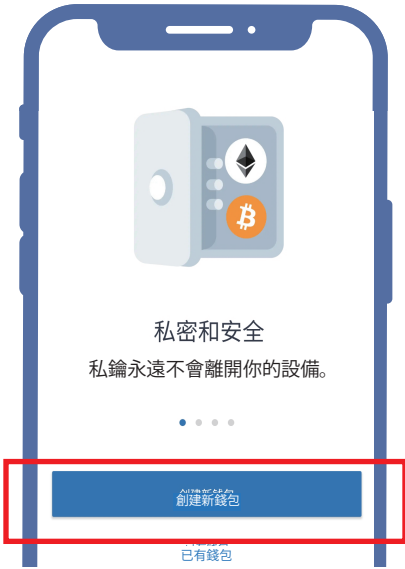 私密和安全
私鑰永遠不會離開你的設備。
創建新錢包
已有錢包